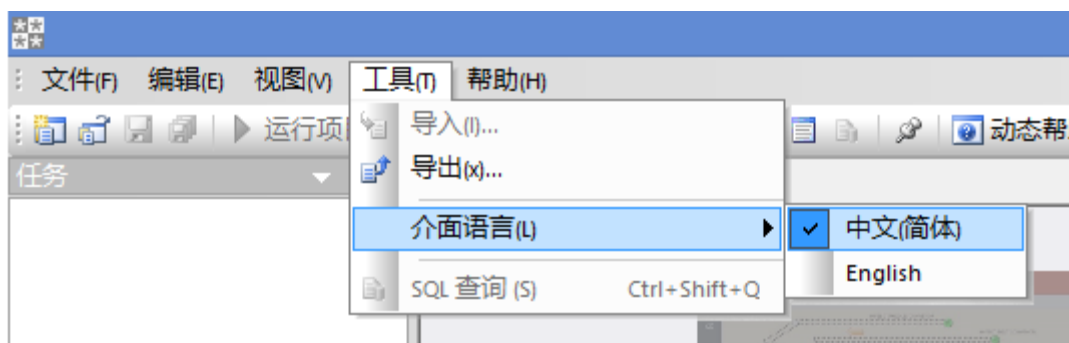 文件(F) 编辑(E) 视图(V) 工具(T) 帮助(H)
运行项
动态帮
任务
导入(I)...
导出(x)...
介面语言(L)
中文(简体)
English
SQL 查询 (S) Ctrl+Shift+Q